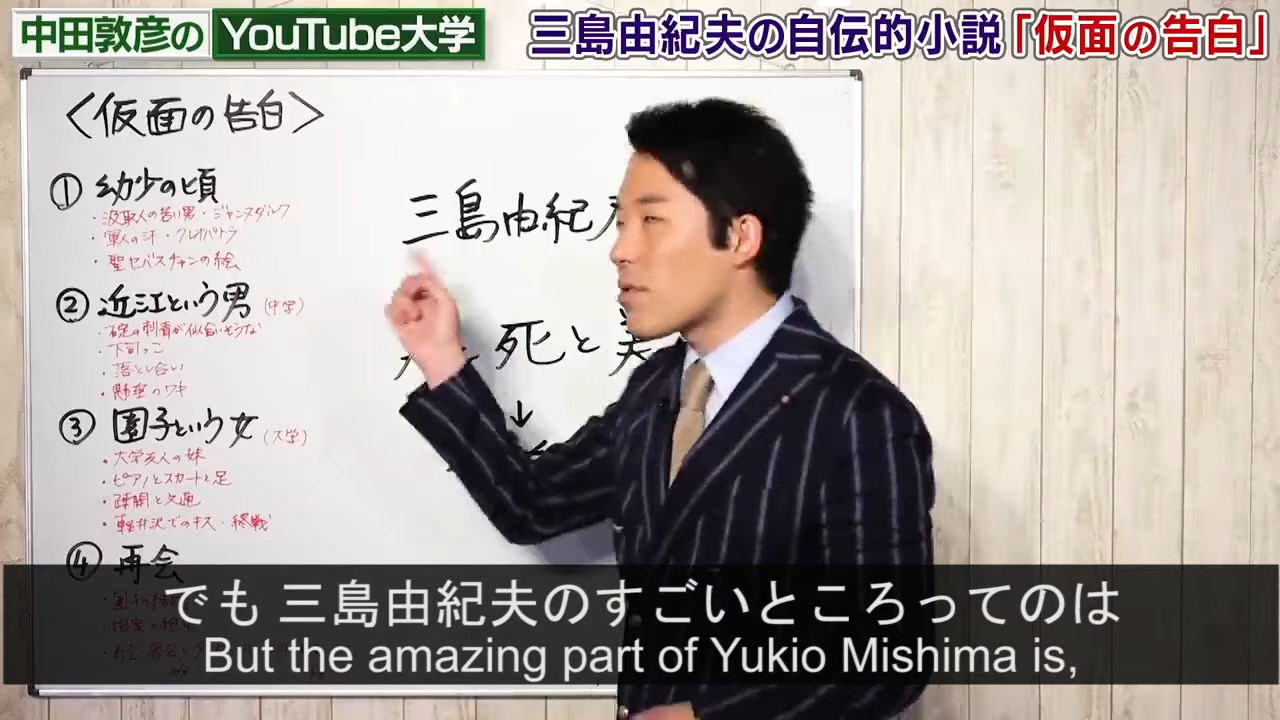 中田敦彦の YouTube大学
三島由紀夫の自伝的小説「仮面の告白」
〈仮面の告白〉
① 幼少の頃
・汲取人の若い男・ジャンヌダルク
・軍人の汗・クレオパトラ
・聖セバスチャンの絵
② 近江という男 (中学)
・碇の刺青が似合いそうな
・下司っこ
・落とし合い
・懸垂のワキ
③ 園子という女 (大学)
・大学友人の妹
・ピアノとスカートと足
・疎開と文通
・軽井沢でのキス・終戦
④ 再会
三島由紀
死と美
↓
でも 三島由紀夫のすごいところってのは
But the amazing part of Yukio Mishima is,